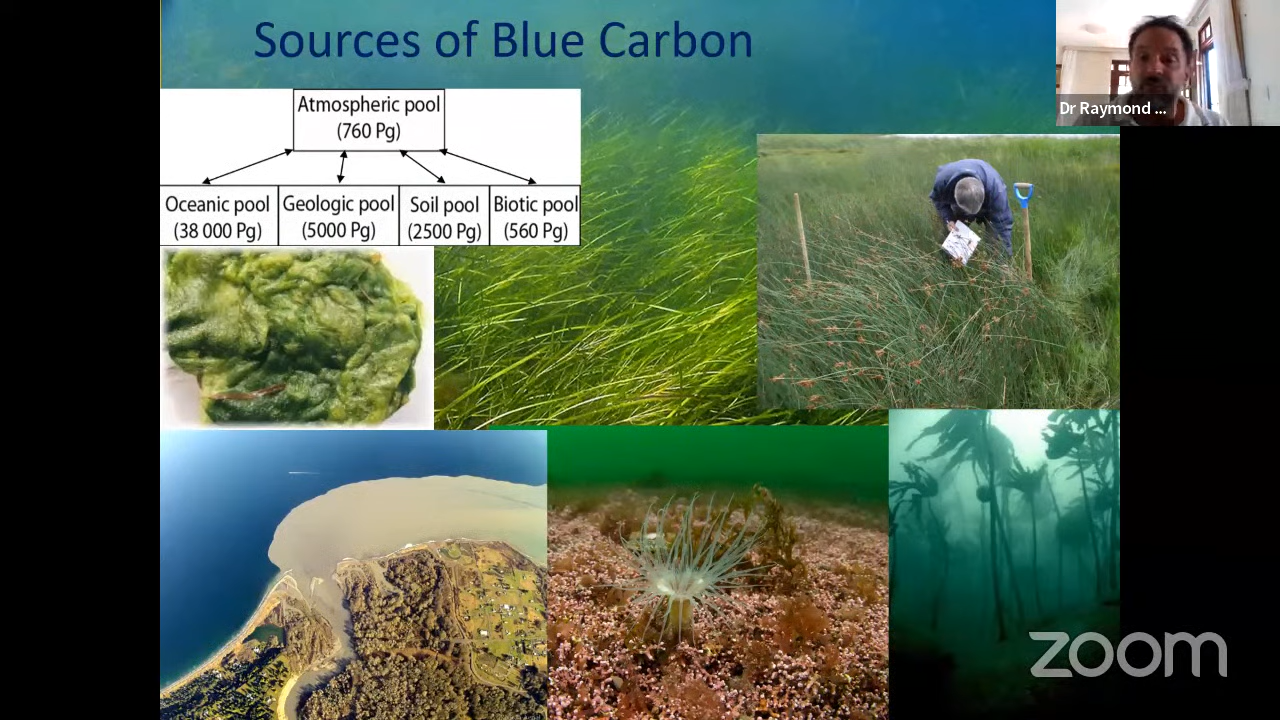 Sources of Blue Carbon
Atmospheric pool
(760 Pg)
Oceanic pool
(38 000 Pg)
Geologic pool
(5000 Pg)
Soil pool
(2500 Pg)
Biotic pool
(560 Pg)
Dr Raymond ...
zoom